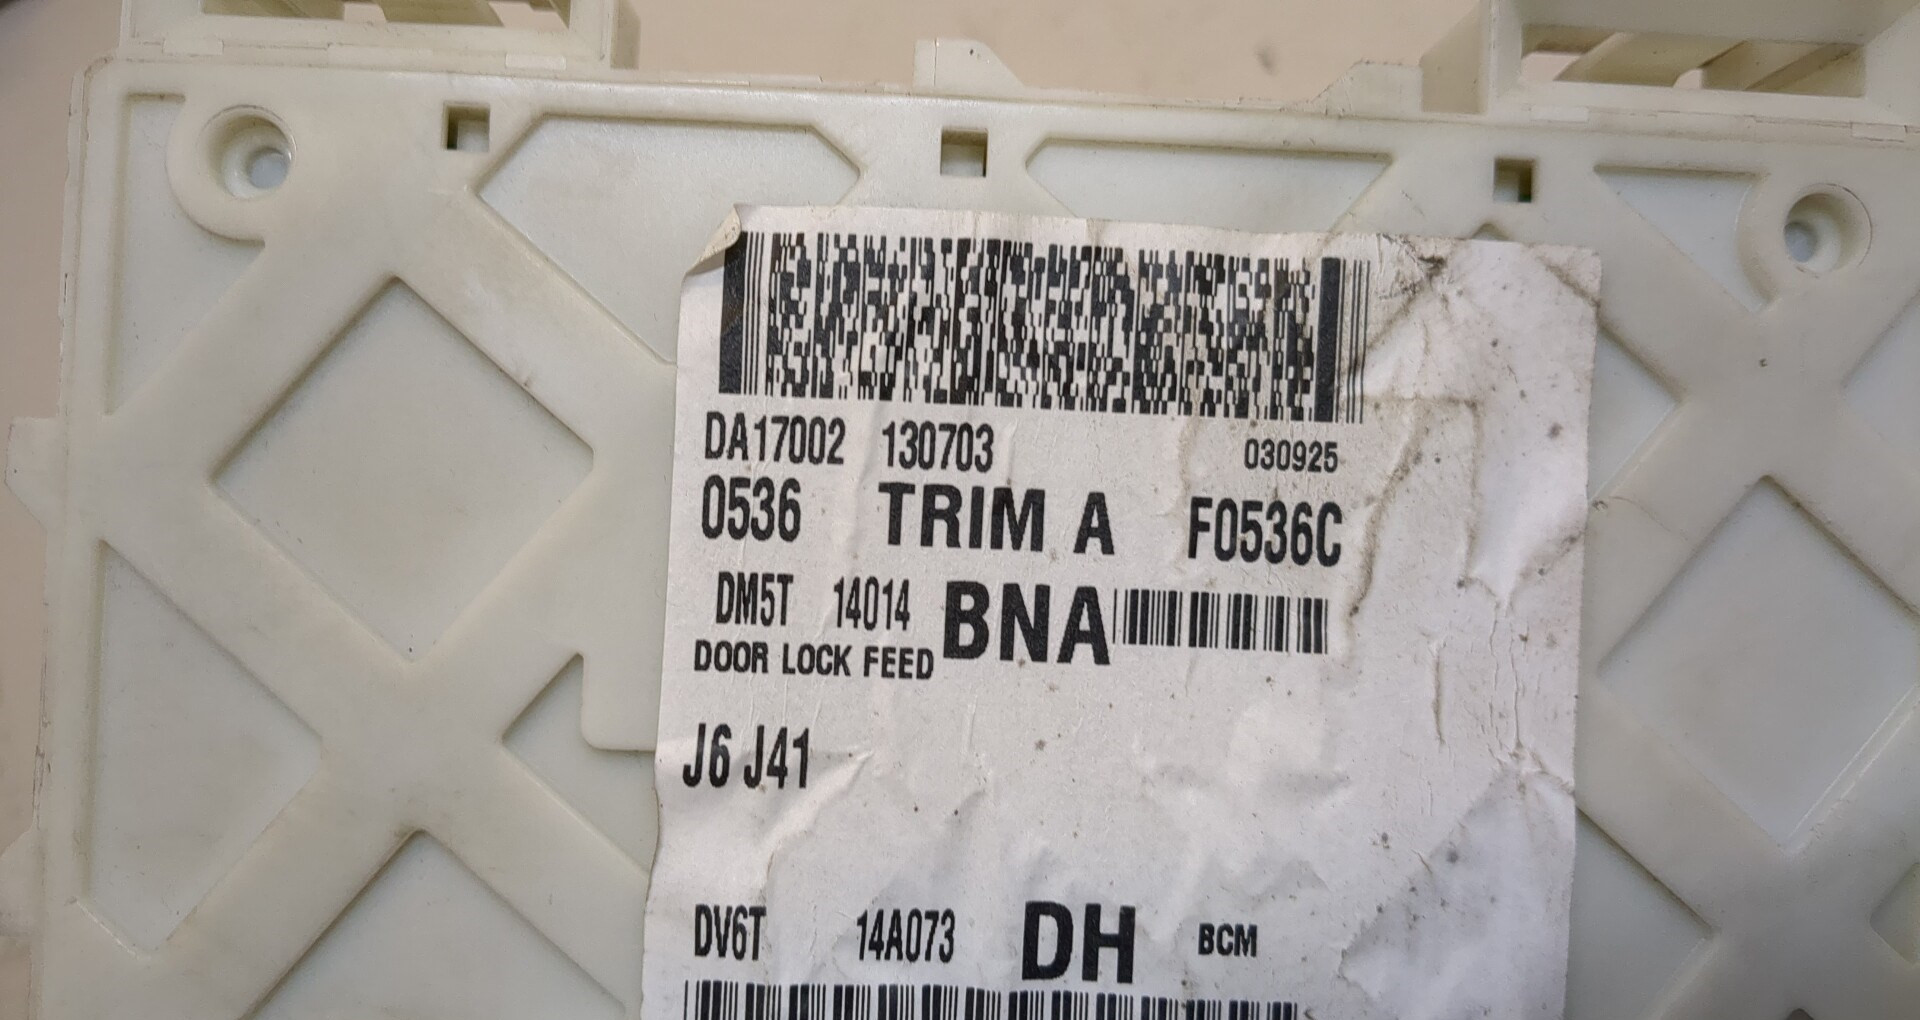 DA17002 130703 030925
0536 TRIM A F0536C
DM5T 14014 BNA
DOOR LOCK FEED
J6 J41
DV6T 14A073 DH BCM